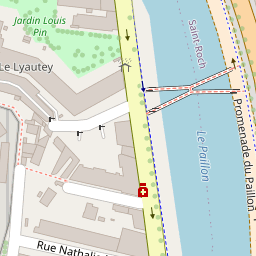 Jardin Louis
Pin
Le Lyautey
Saint-Roch
Le Paillon
Promenade du Paillon
Rue Nathalie